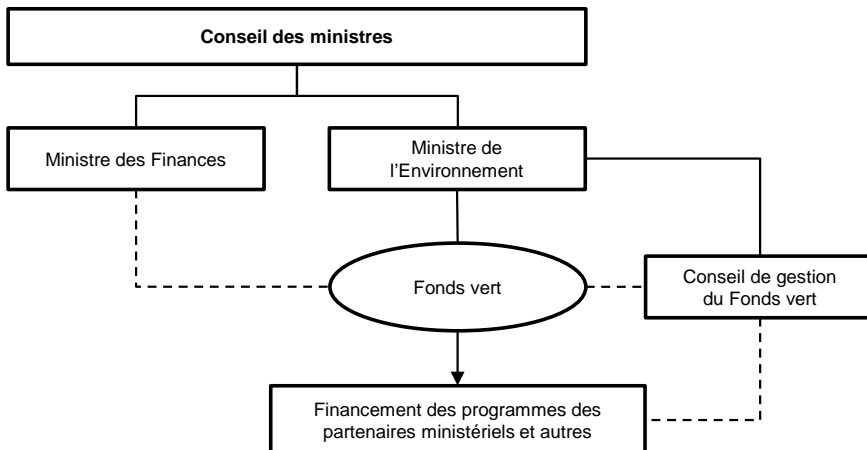 Conseil des ministres
Ministre des Finances
Ministre de
l'Environnement
Fonds vert
Conseil de gestion
du Fonds vert
Financement des programmes des
partenaires ministériels et autres